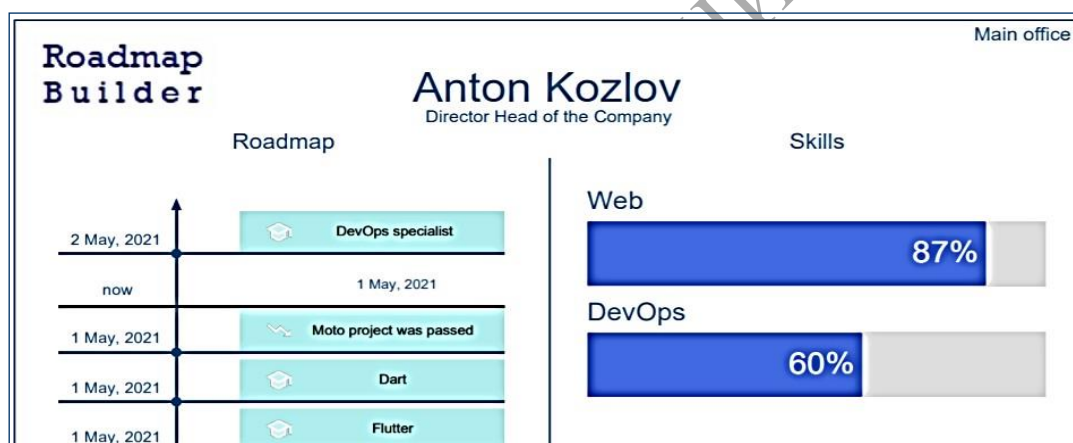 Main office
Roadmap
Builder
Anton Kozlov
Director Head of the Company
Roadmap
Skills
2 May, 2021
DevOps specialist
now
1 May, 2021
1 May, 2021
Moto project was passed
1 May, 2021
Dart
1 May, 2021
Flutter
Web
87%
DevOps
60%